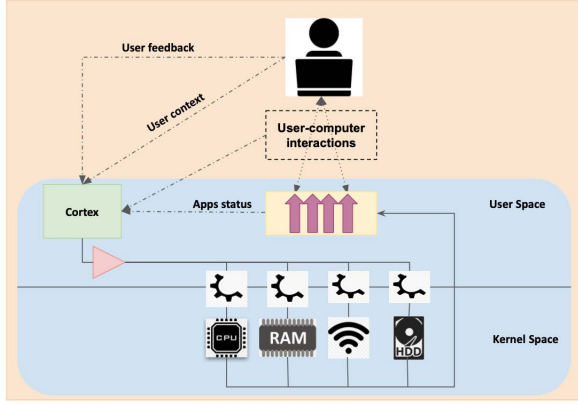 User feedback
User context
User-computer
interactions
Cortex
Apps status
User Space
CPU
RAM
HDD
Kernel Space